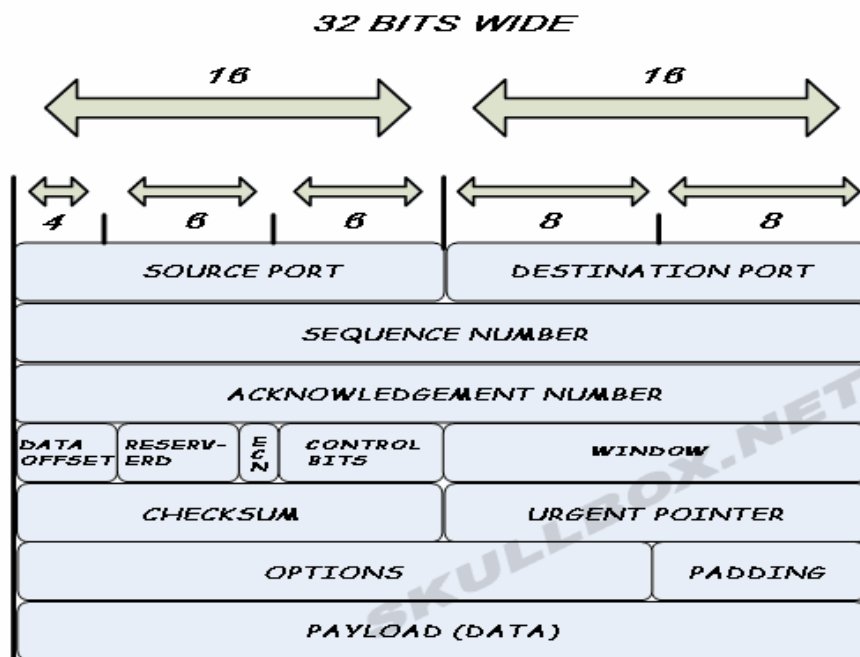 32 BITS WIDE
16 16
4 6 6 8 8
SOURCE PORT DESTINATION PORT
SEQUENCE NUMBER
ACKNOWLEDGEMENT NUMBER
DATA OFFSET
RESERV-ERD
ECN
CONTROL BITS
WINDOW
CHECKSUM URGENT POINTER
OPTIONS PADDING
PAYLOAD (DATA)
SKULLBOX.NET